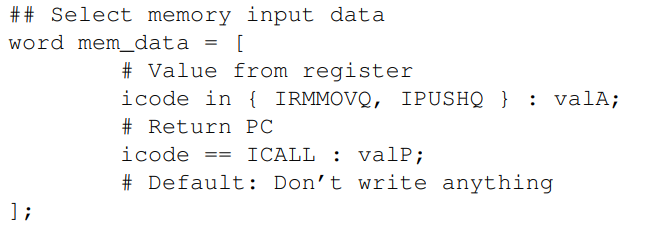 ## Select memory input data
word mem_data = [
        # Value from register
        icode in { IRMMOVQ, IPUSHQ } : valA;
        # Return PC
        icode == ICALL : valP;
        # Default: Don’t write anything
];